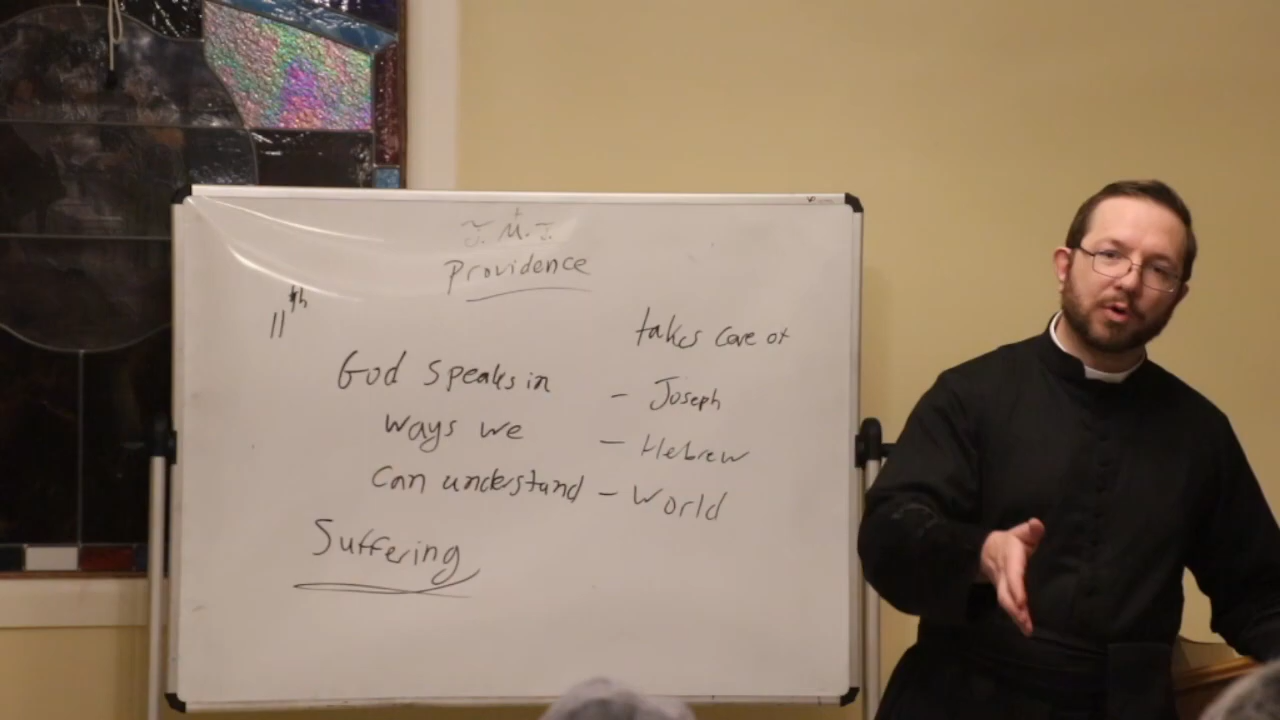 J. M. J.
Providence
11th
takes care of
God speaks in
- Joseph
ways we
- Hebrew
can understand - World
Suffering